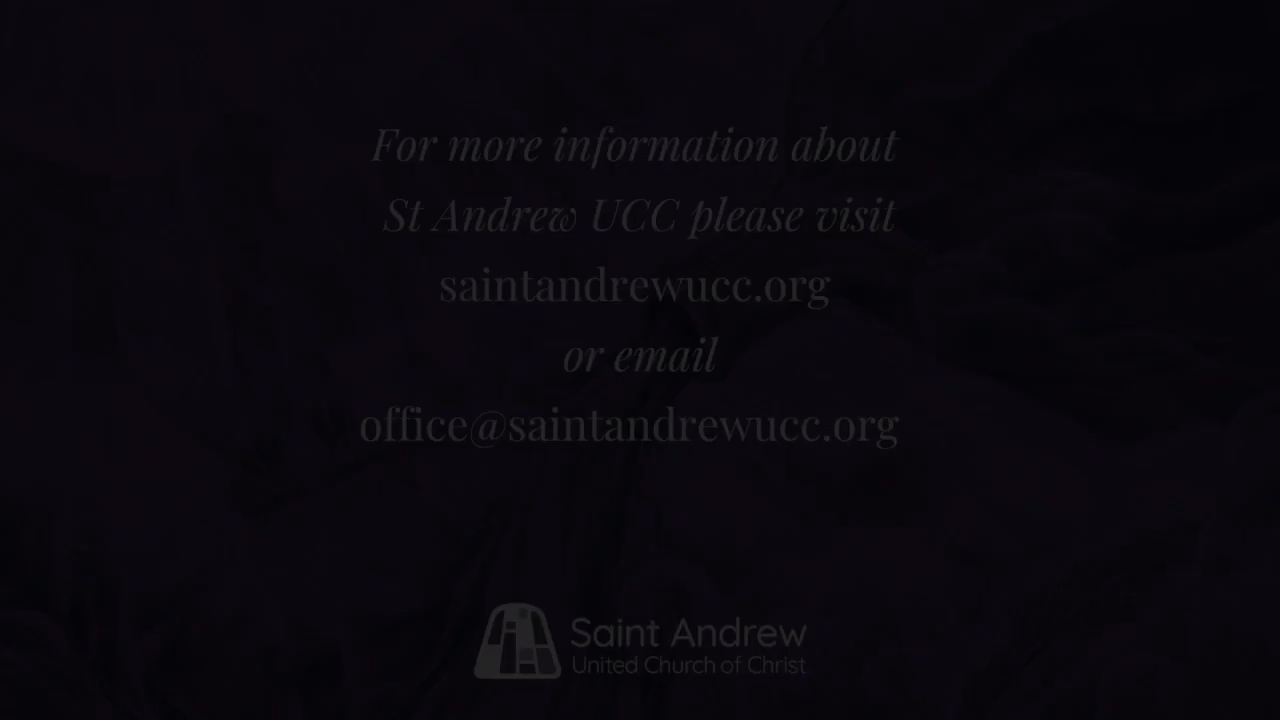 For more information about
St Andrew UCC please visit
saintandrewucc.org
or email
office@saintandrewucc.org
Saint Andrew
United Church of Christ